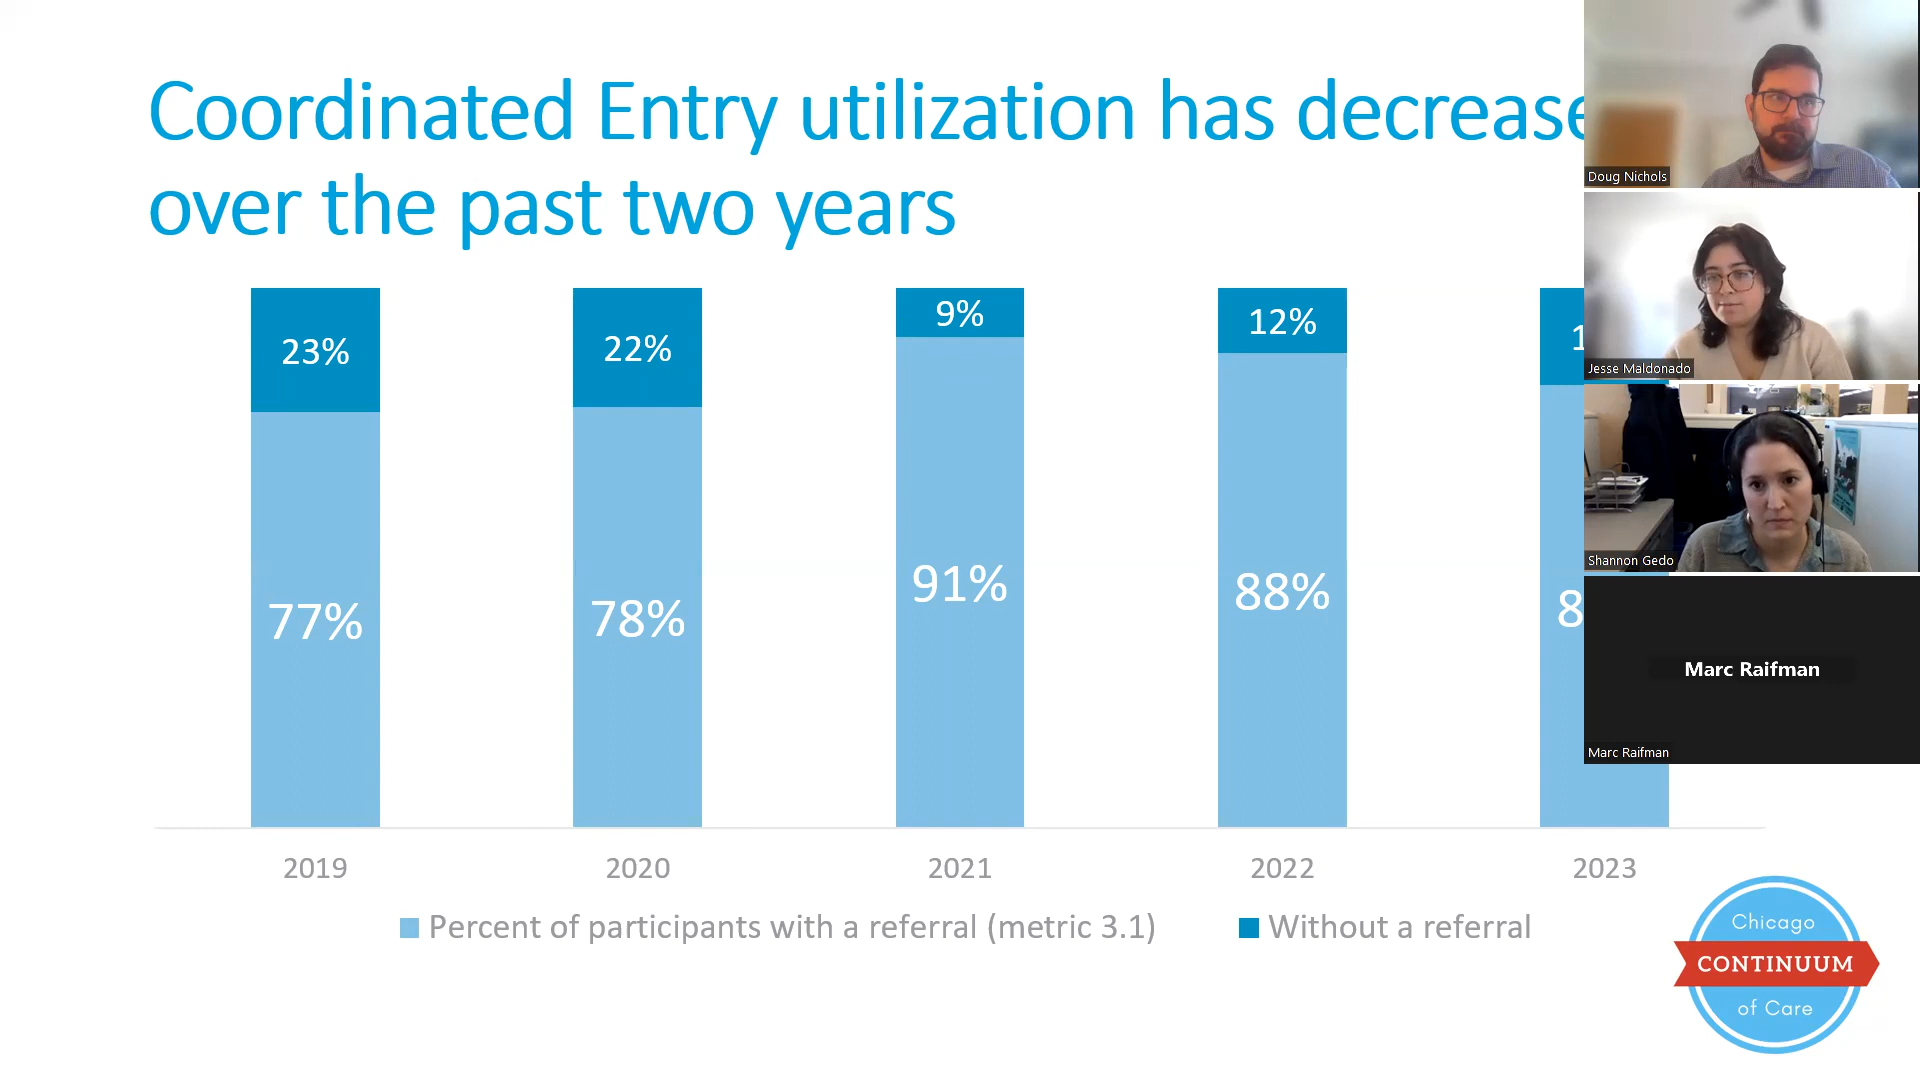 Coordinated Entry utilization has decrease
over the past two years
23%
22%
9%
12%
1
77%
78%
91%
88%
8
2019
2020
2021
2022
2023
Percent of participants with a referral (metric 3.1)
Without a referral
Chicago
CONTINUUM
of Care
Doug Nichols
Jesse Maldonado
Shannon Gedo
Marc Raifman
Marc Raifman